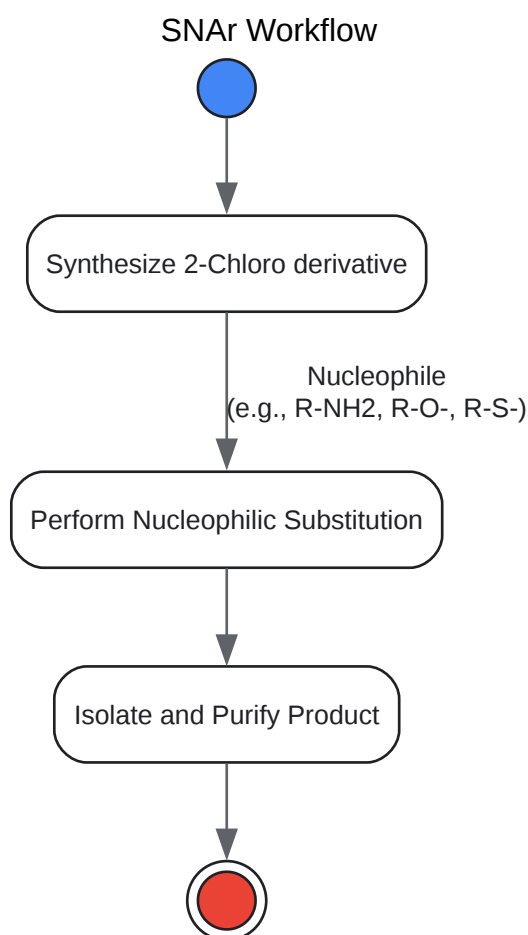 SNAr Workflow
Synthesize 2-Chloro derivative
Nucleophile
(e.g., R-NH2, R-O-, R-S-)
Perform Nucleophilic Substitution
Isolate and Purify Product